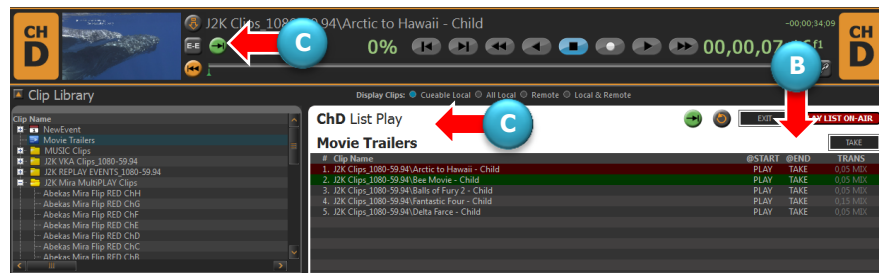 CH
D
J2K Clips_1080 0.94\Arctic to Hawaii - Child
-00;00;34;09
CH
D
E-E
C
0%
00,00,07 f1
B
Clip Library
Display Clips: Cueable Local All Local Remote Local & Remote
Clip Name
NewEvent
Movie Trailers
MUSIC Clips
J2K VKA Clips_1080-59.94
J2K REPLAY EVENTS_1080-59.94
J2K Mira MultiPLAY Clips
Abekas Mira Flip RED ChH
Abekas Mira Flip RED ChG
Abekas Mira Flip RED ChF
Abekas Mira Flip RED ChE
Abekas Mira Flip RED ChD
Abekas Mira Flip RED ChC
Abekas Mira Flip RED ChB
ChD List Play
C
EXIT
AY LIST ON-AIR
Movie Trailers
TAKE
# Clip Name @START @END TRANS
1. J2K Clips_1080-59.94\Arctic to Hawaii - Child PLAY TAKE 0,05 MIX
2. J2K Clips_1080-59.94\Bee Movie - Child PLAY TAKE 0,05 MIX
3. J2K Clips_1080-59.94\Balls of Fury 2 - Child PLAY TAKE 0,05 MIX
4. J2K Clips_1080-59.94\Fantastic Four - Child PLAY TAKE 0,15 MIX
5. J2K Clips_1080-59.94\Delta Farce - Child PLAY TAKE 0,05 MIX